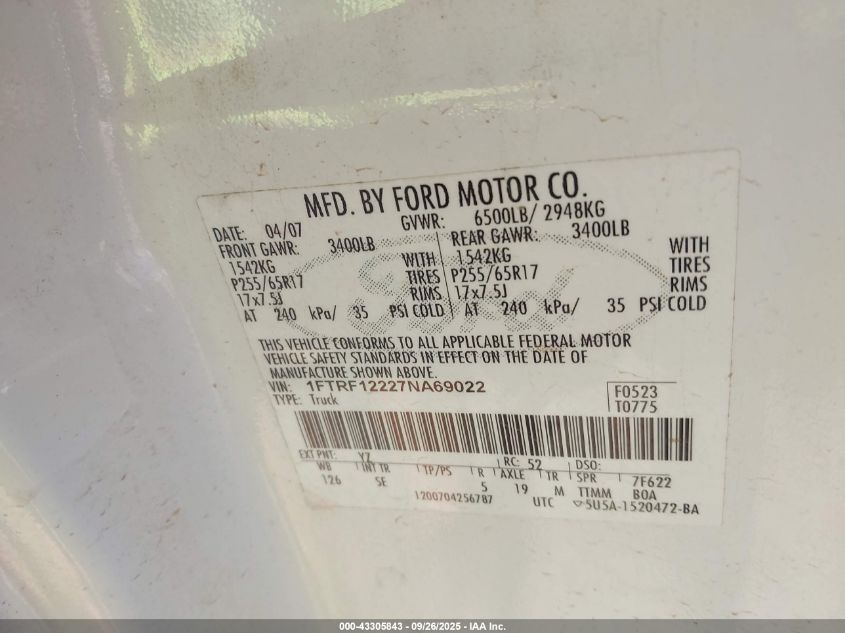 MFD. BY FORD MOTOR CO.
DATE: 04/07 GVWR: 6500LB/ 2948KG
FRONT GAWR: 3400LB REAR GAWR: 3400LB
1542KG WITH 1542KG WITH
P255/65R17 TIRES P255/65R17 TIRES
17x7.5J RIMS 17x7.5J RIMS
AT 240 kPa/ 35 PSI COLD AT 240 kPa/ 35 PSI COLD
THIS VEHICLE CONFORMS TO ALL APPLICABLE FEDERAL MOTOR
VEHICLE SAFETY STANDARDS IN EFFECT ON THE DATE OF
MANUFACTURE SHOWN ABOVE.
VIN: 1FTRF12227NA69022 F0523
TYPE: Truck T0775
EXT PNT: YZ RC: 52 DSO:
WB INT TR TP/PS R AXLE TR SPR 7F622
126 SE 5 19 M TTMM BOA
1200704256787 UTC 5U5A-1520472-BA
000-43305843 - 09/26/2025 - IAA Inc.